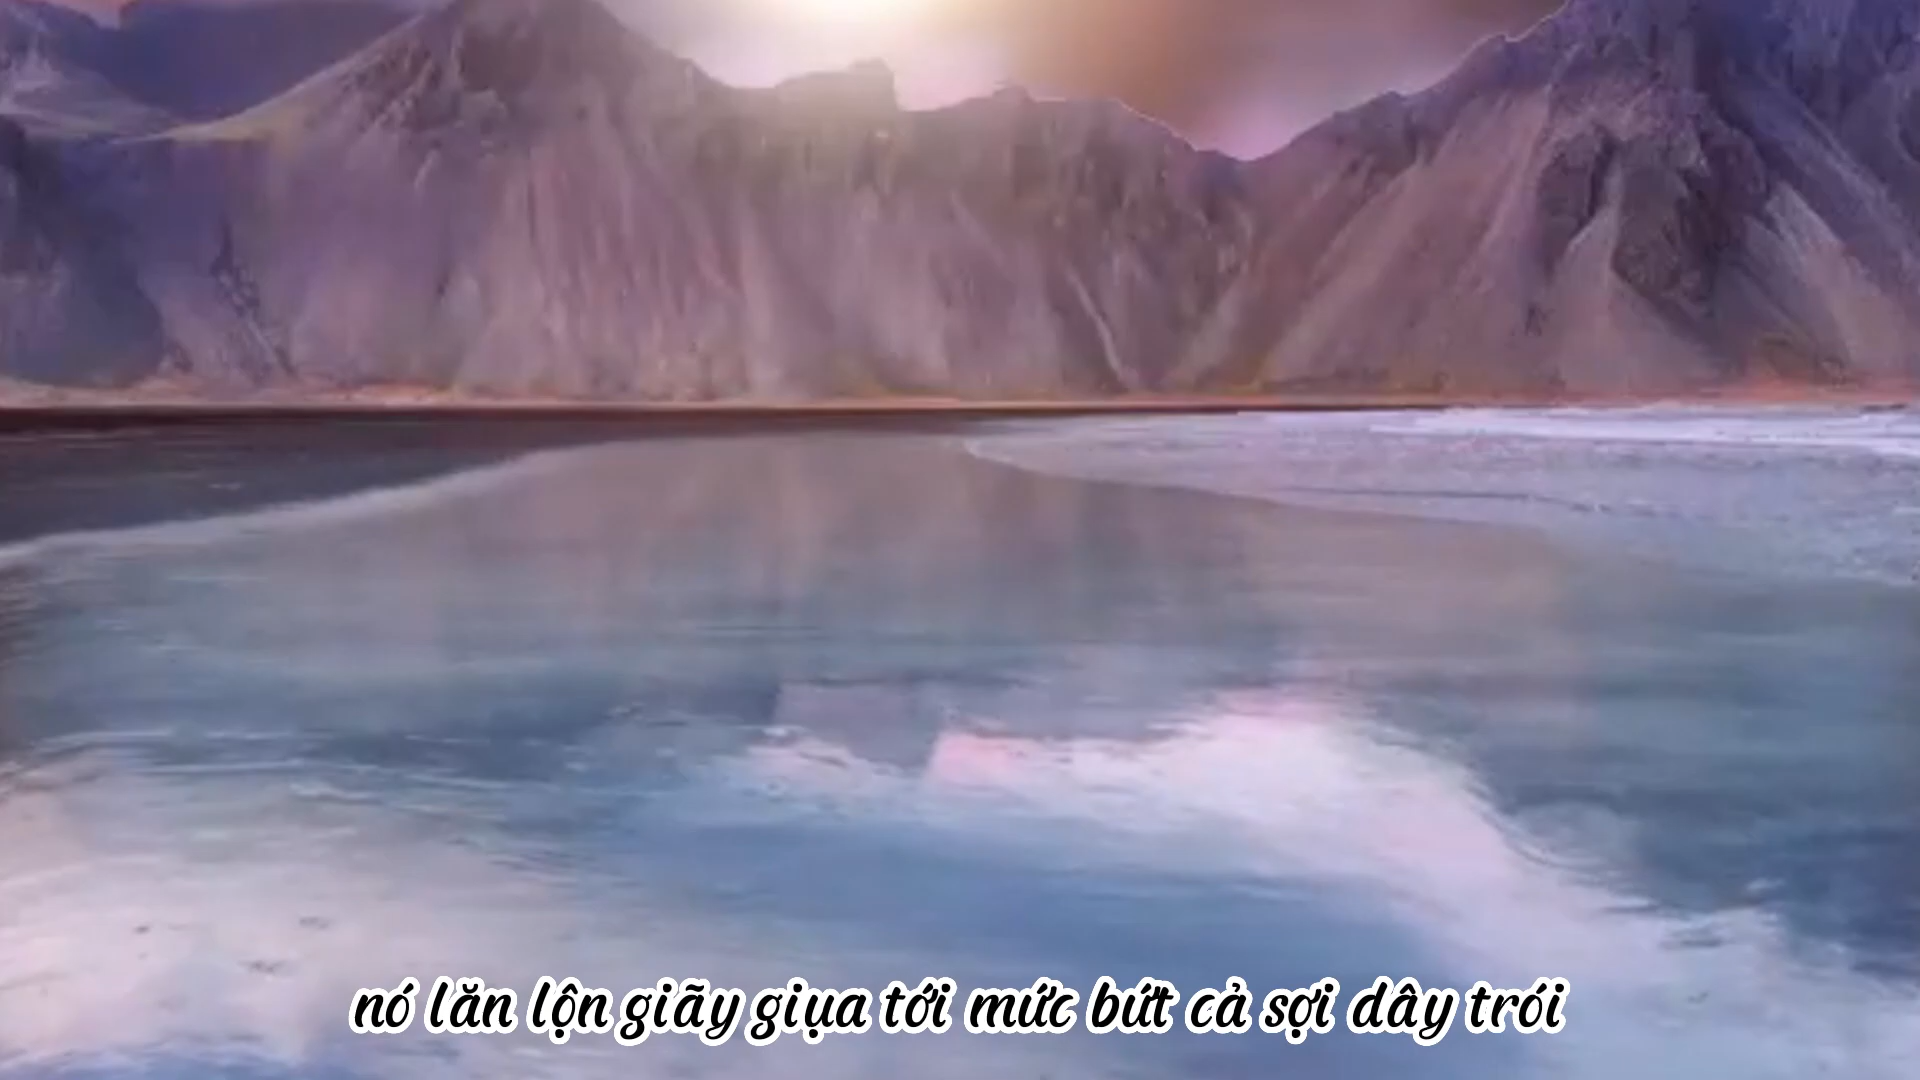 nó lăn lộn giãy giụa tới mức bứt cả sợi dây trói